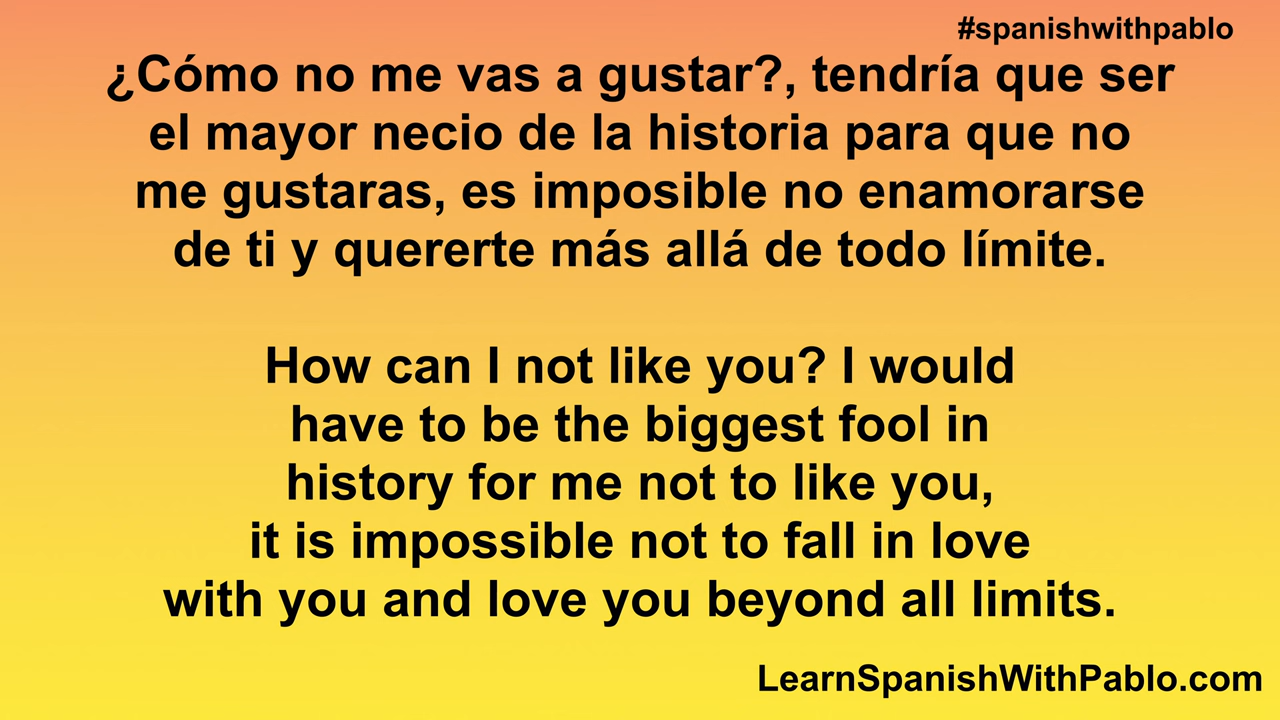 #spanishwithpablo
¿Cómo no me vas a gustar?, tendría que ser
el mayor necio de la historia para que no
me gustaras, es imposible no enamorarse
de ti y quererte más allá de todo límite.
How can I not like you? I would
have to be the biggest fool in
history for me not to like you,
it is impossible not to fall in love
with you and love you beyond all limits.
LearnSpanishWithPablo.com